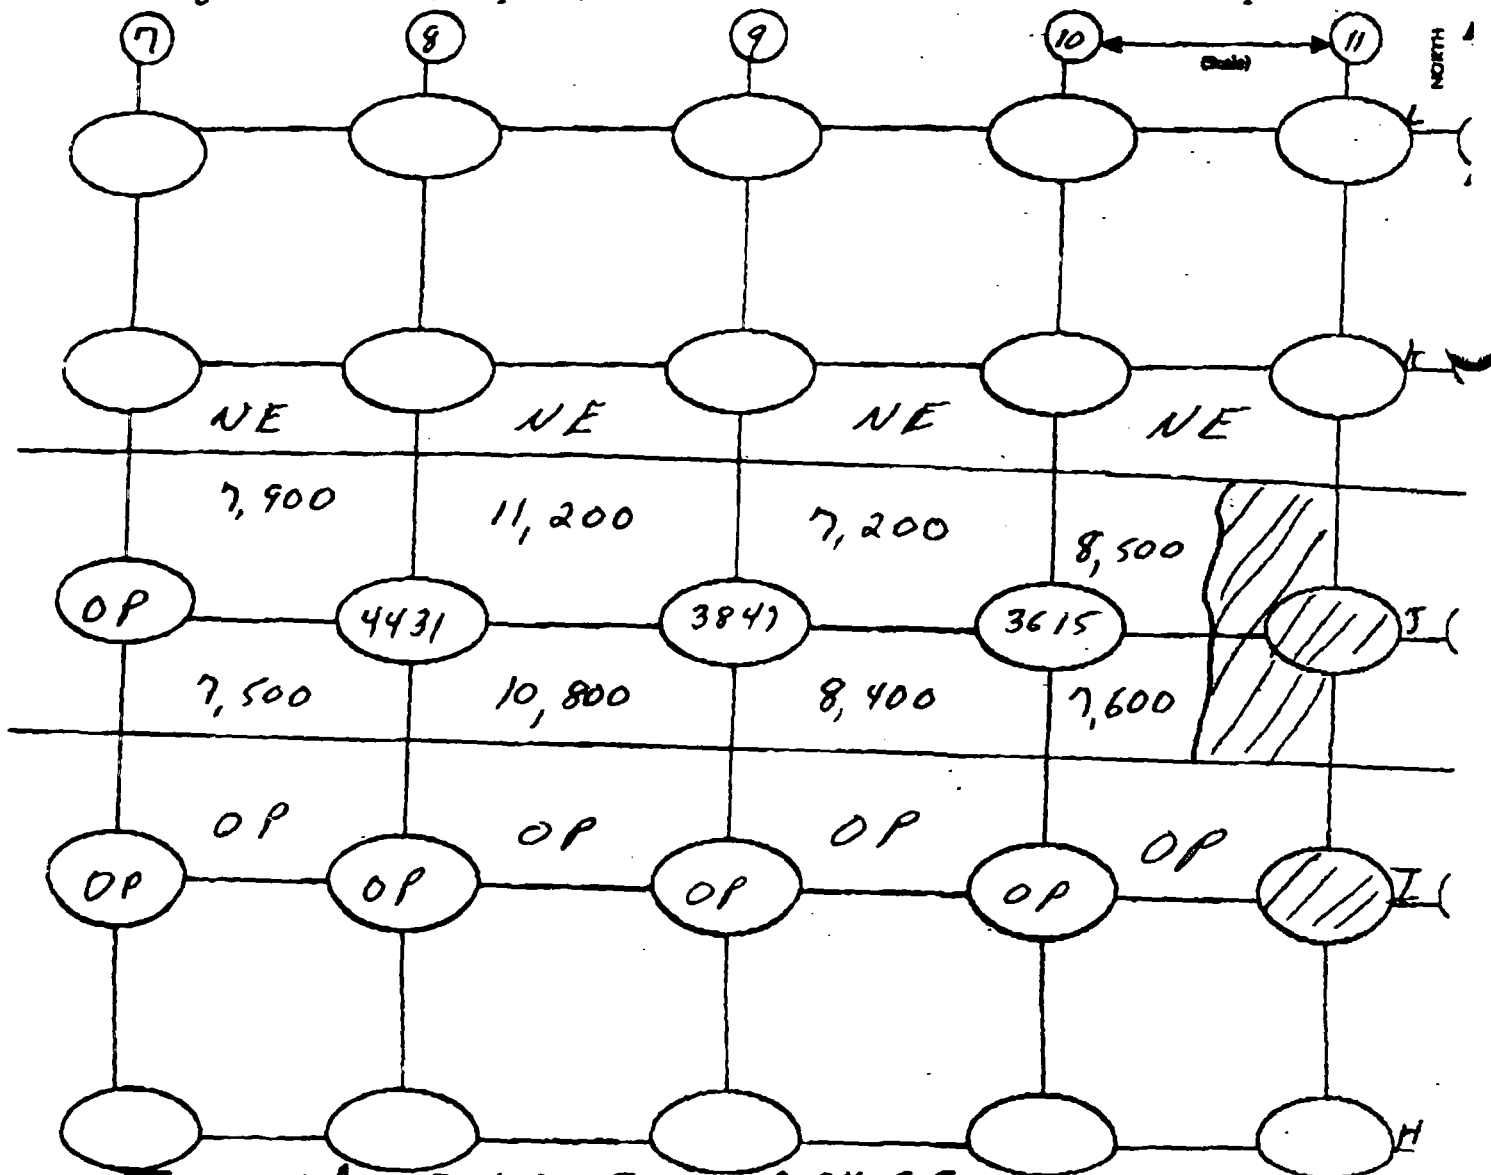 7 8 9 10 11
(Scale)
NORTH
L
K
NE NE NE NE
7,900 11,200 7,200 8,500
OP 4431 3847 3615 J
7,500 10,800 8,400 7,600
OP OP OP OP
OP OP OP OP I
H